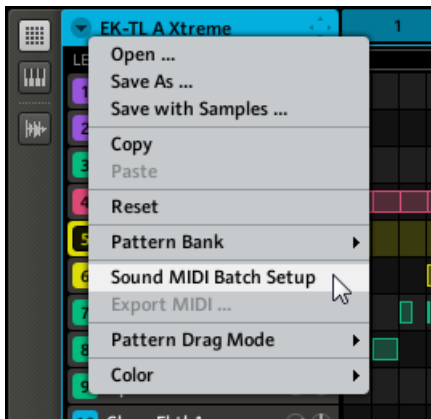 EK-TL A Xtreme
1
LE
Open ...
1
Save As ...
Save with Samples ...
2
Copy
3
Paste
4
Reset
5
Pattern Bank
6
Sound MIDI Batch Setup
7
Export MIDI ...
8
Pattern Drag Mode
9
Color